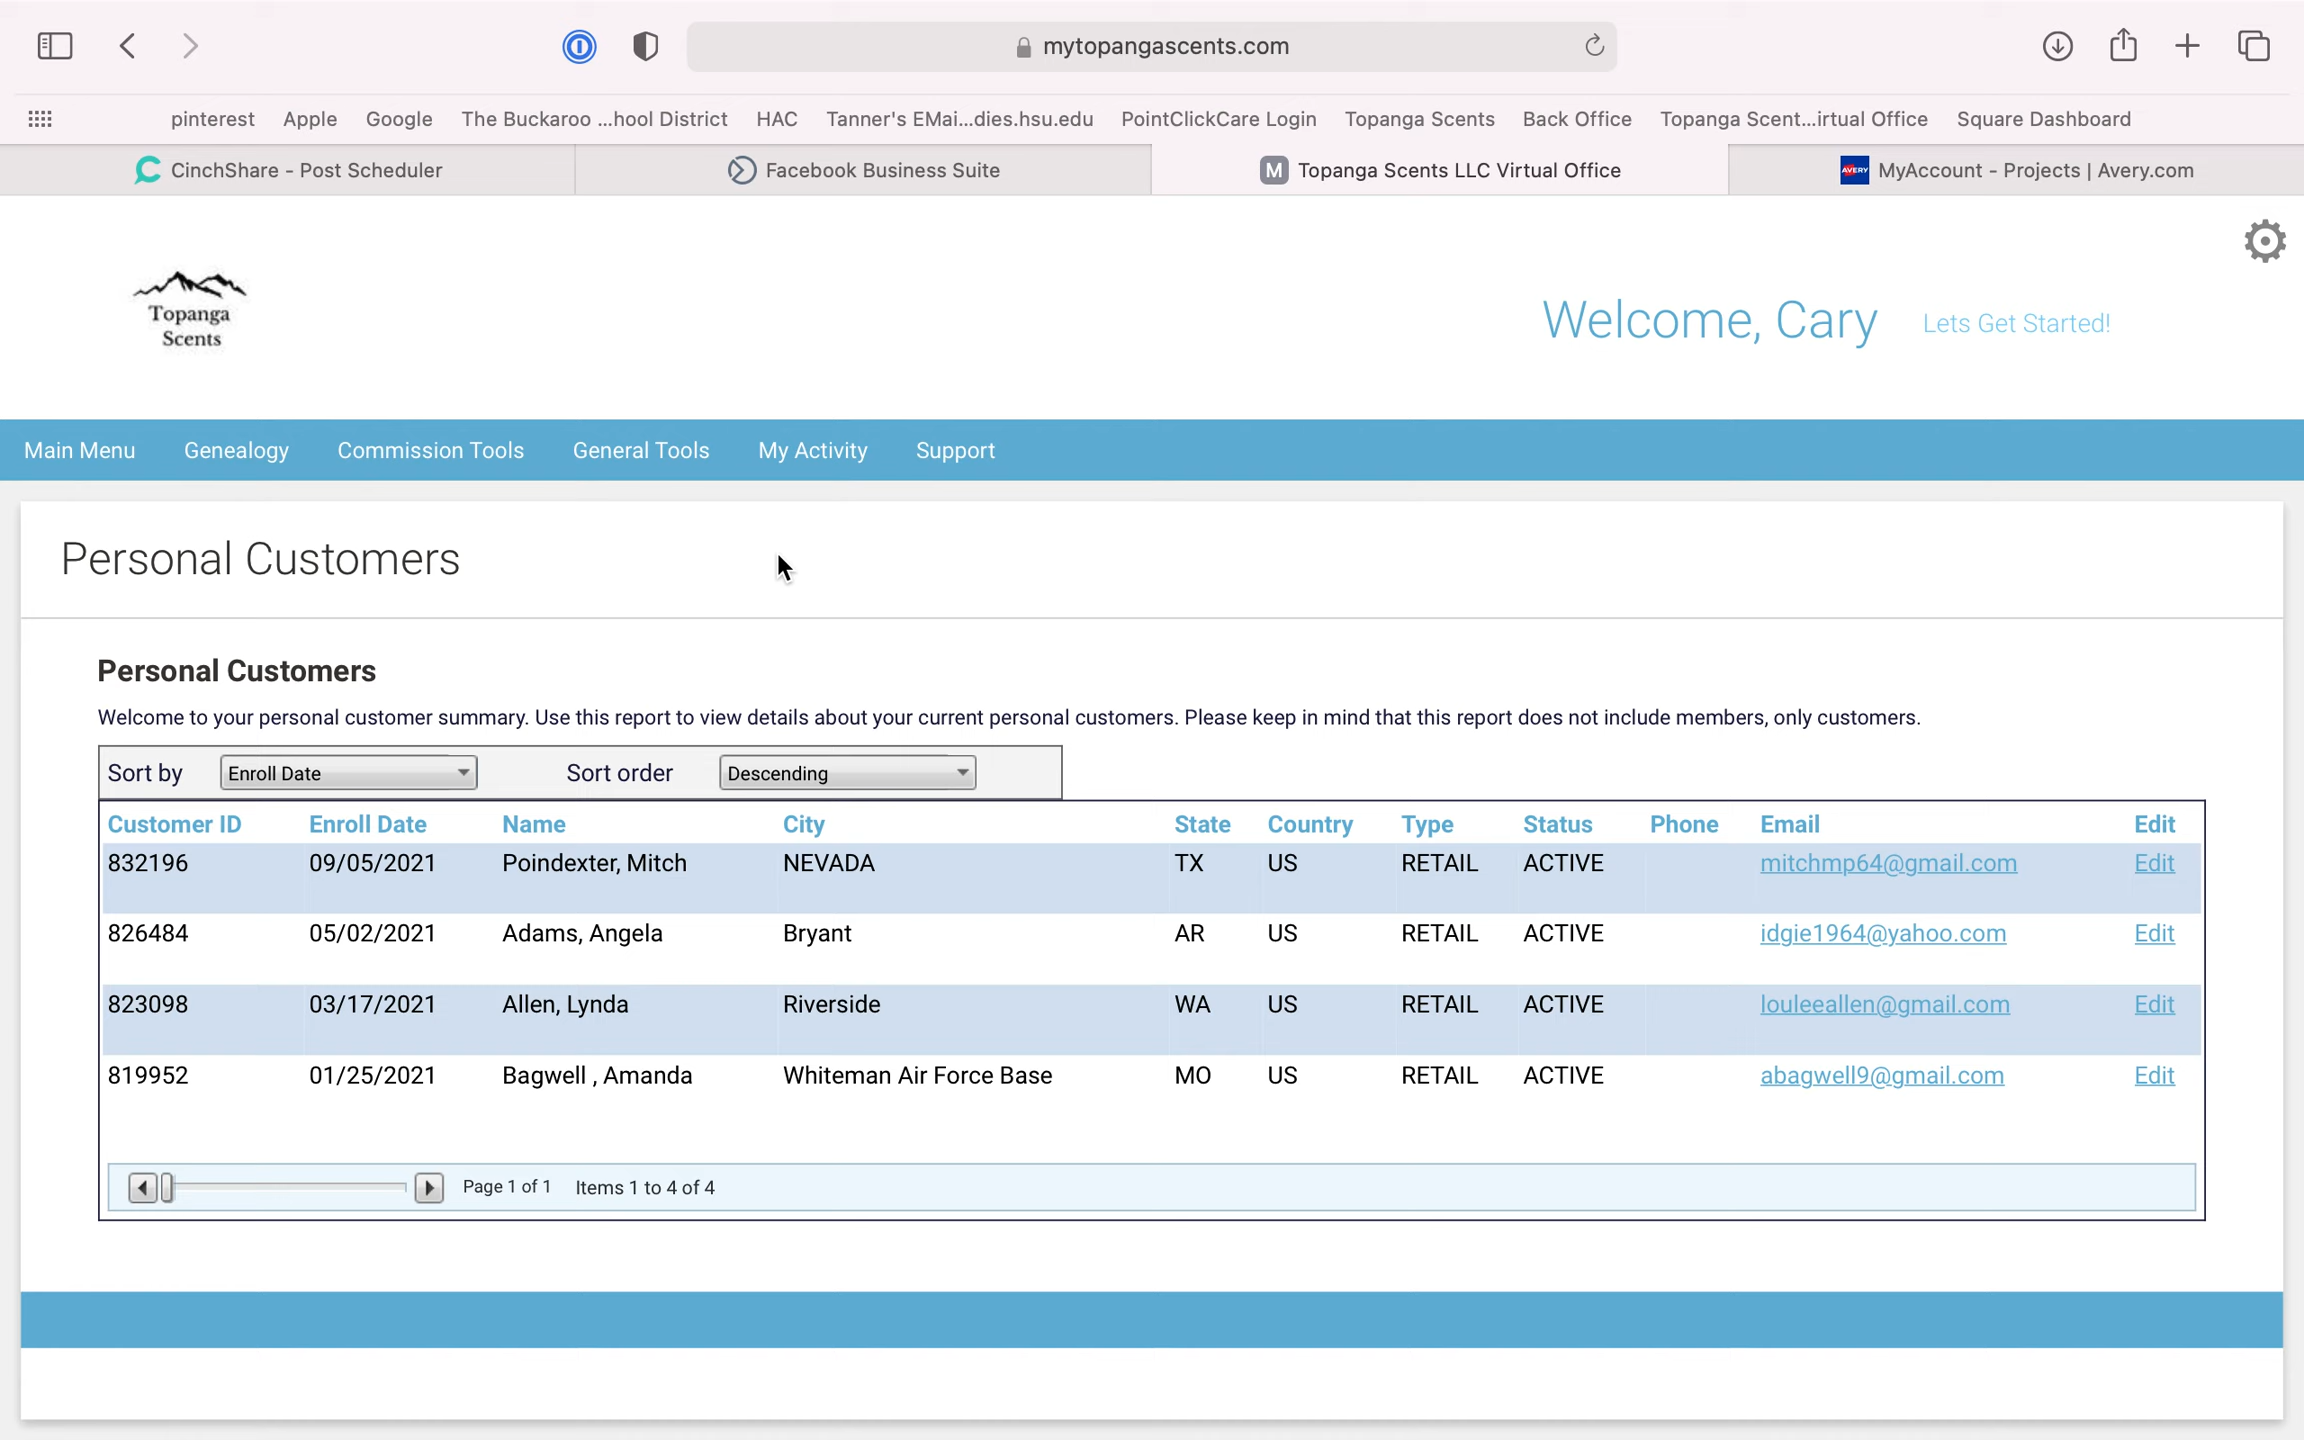 mytopangascents.com
pinterest Apple Google The Buckaroo ...hool District HAC Tanner's EMai...dies.hsu.edu PointClickCare Login Topanga Scents Back Office Topanga Scent...irtual Office Square Dashboard
CinchShare - Post Scheduler Facebook Business Suite M Topanga Scents LLC Virtual Office AVERY MyAccount - Projects | Avery.com
Topanga
Scents
Welcome, Cary Lets Get Started!
Main Menu Genealogy Commission Tools General Tools My Activity Support
Personal Customers
Personal Customers
Welcome to your personal customer summary. Use this report to view details about your current personal customers. Please keep in mind that this report does not include members, only customers.
Sort by Enroll Date Sort order Descending
Customer ID Enroll Date Name City State Country Type Status Phone Email Edit
832196 09/05/2021 Poindexter, Mitch NEVADA TX US RETAIL ACTIVE mitchmp64@gmail.com Edit
826484 05/02/2021 Adams, Angela Bryant AR US RETAIL ACTIVE idgie1964@yahoo.com Edit
823098 03/17/2021 Allen, Lynda Riverside WA US RETAIL ACTIVE louleeallen@gmail.com Edit
819952 01/25/2021 Bagwell , Amanda Whiteman Air Force Base MO US RETAIL ACTIVE abagwell9@gmail.com Edit
Page 1 of 1 Items 1 to 4 of 4